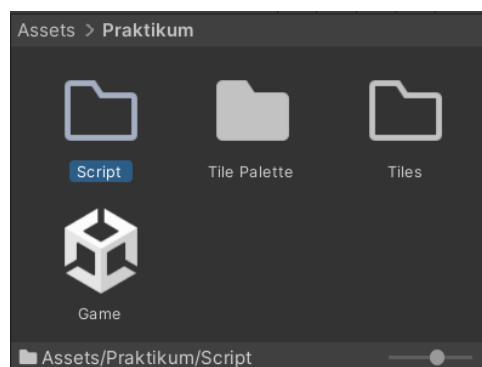 Assets > Praktikum
Script
Tile Palette
Tiles
Game
Assets/Praktikum/Script